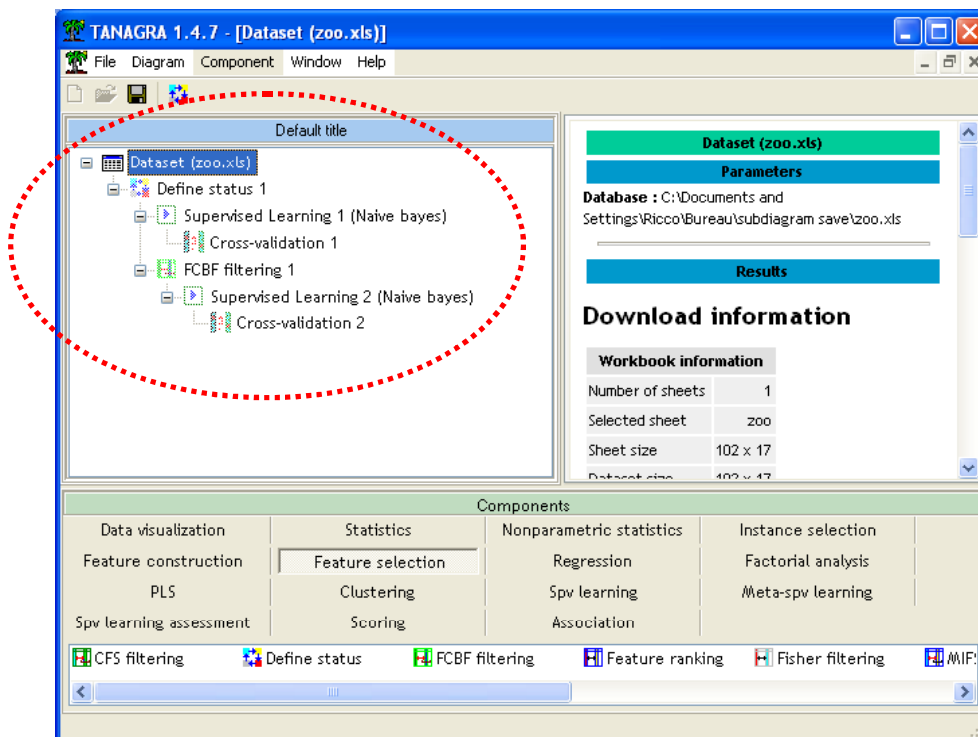 TANAGRA 1.4.7 - [Dataset (zoo.xls)]
File Diagram Component Window Help
Default title
Dataset (zoo.xls)
Define status 1
Supervised Learning 1 (Naive bayes)
Cross-validation 1
FCBF filtering 1
Supervised Learning 2 (Naive bayes)
Cross-validation 2
Dataset (zoo.xls)
Parameters
Database : C:\Documents and
Settings\Ricco\Bureau\subdiagram save\zoo.xls
Results
Download information
Workbook information
Number of sheets 1
Selected sheet zoo
Sheet size 102 x 17
Dataset size 102 x 17
Components
Data visualization Statistics Nonparametric statistics Instance selection
Feature construction Feature selection Regression Factorial analysis
PLS Clustering Spv learning Meta-spv learning
Spv learning assessment Scoring Association
CFS filtering Define status FCBF filtering Feature ranking Fisher filtering MIFS